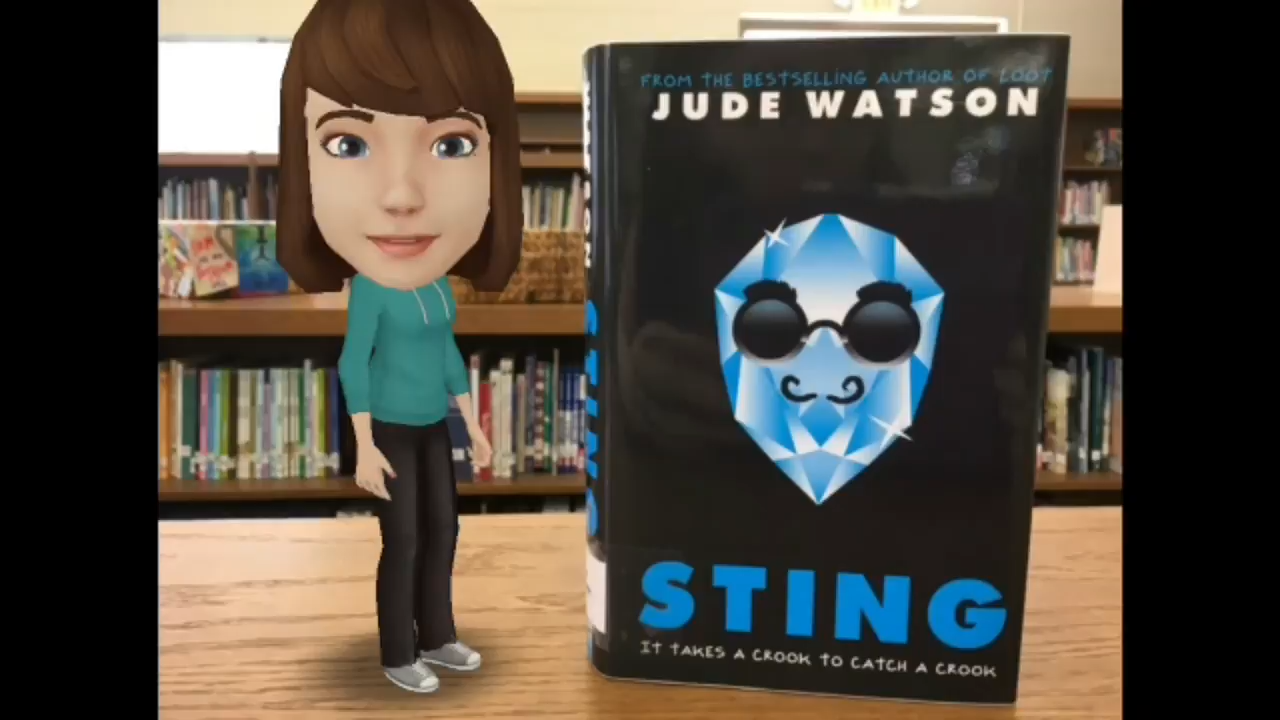 FROM THE BESTSELLING AUTHOR OF LOOT
JUDE WATSON
STING
IT TAKES A CROOK TO CATCH A CROOK